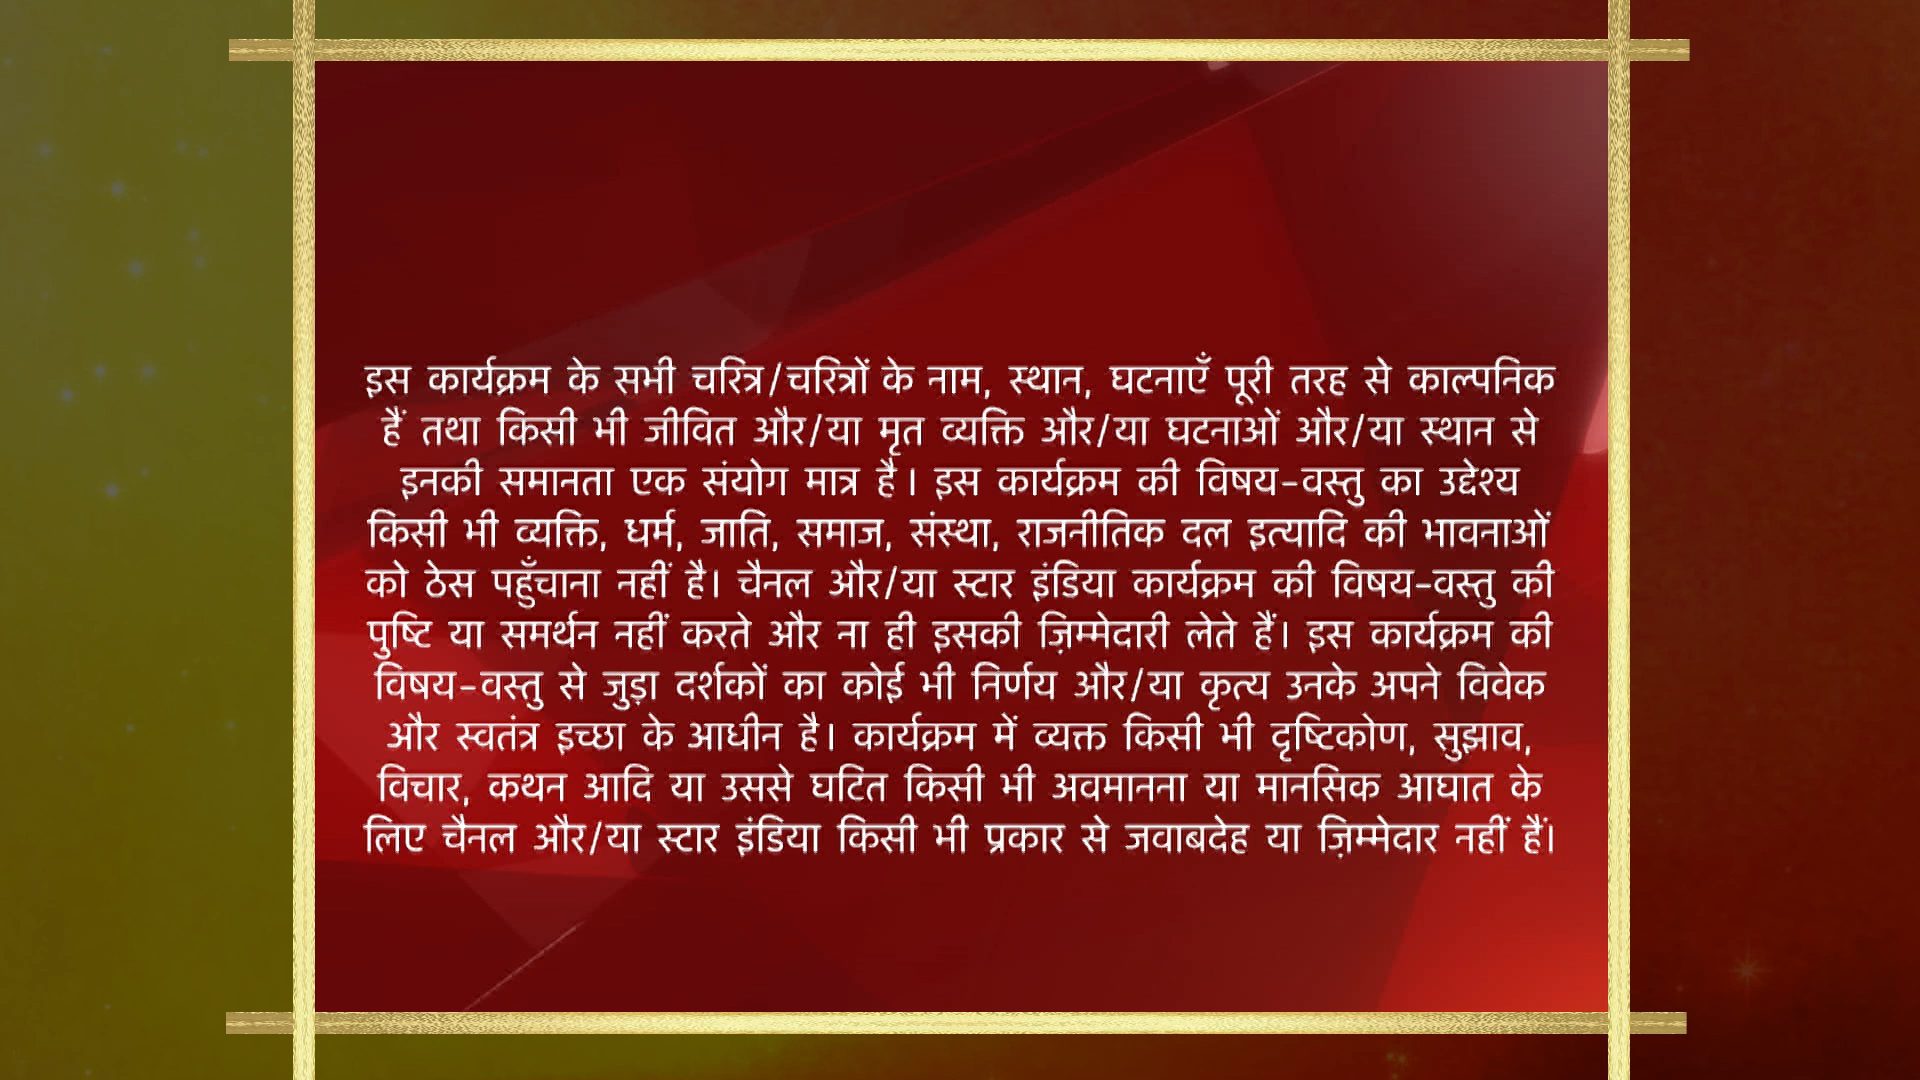 इस कार्यक्रम के सभी चरित्र/चरित्रों के नाम, स्थान, घटनाएँ पूरी तरह से काल्पनिक
हैं तथा किसी भी जीवित और/या मृत व्यक्ति और/या घटनाओं और/या स्थान से
इनकी समानता एक संयोग मात्र है। इस कार्यक्रम की विषय-वस्तु का उद्देश्य
किसी भी व्यक्ति, धर्म, जाति, समाज, संस्था, राजनीतिक दल इत्यादि की भावनाओं
को ठेस पहुँचाना नहीं है। चैनल और/या स्टार इंडिया कार्यक्रम की विषय-वस्तु की
पुष्टि या समर्थन नहीं करते और ना ही इसकी ज़िम्मेदारी लेते हैं। इस कार्यक्रम की
विषय-वस्तु से जुड़ा दर्शकों का कोई भी निर्णय और/या कृत्य उनके अपने विवेक
और स्वतंत्र इच्छा के आधीन है। कार्यक्रम में व्यक्त किसी भी दृष्टिकोण, सुझाव,
विचार, कथन आदि या उससे घटित किसी भी अवमानना या मानसिक आघात के
लिए चैनल और/या स्टार इंडिया किसी भी प्रकार से जवाबदेह या ज़िम्मेदार नहीं हैं।